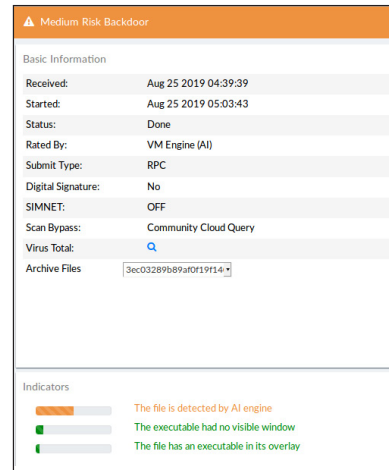 Medium Risk Backdoor
Basic Information
Received: Aug 25 2019 04:39:39
Started: Aug 25 2019 05:03:43
Status: Done
Rated By: VM Engine (AI)
Submit Type: RPC
Digital Signature: No
SIMNET: OFF
Scan Bypass: Community Cloud Query
Virus Total:
Archive Files 3ec03289b89af0f19f14
Indicators
The file is detected by AI engine
The executable had no visible window
The file has an executable in its overlay